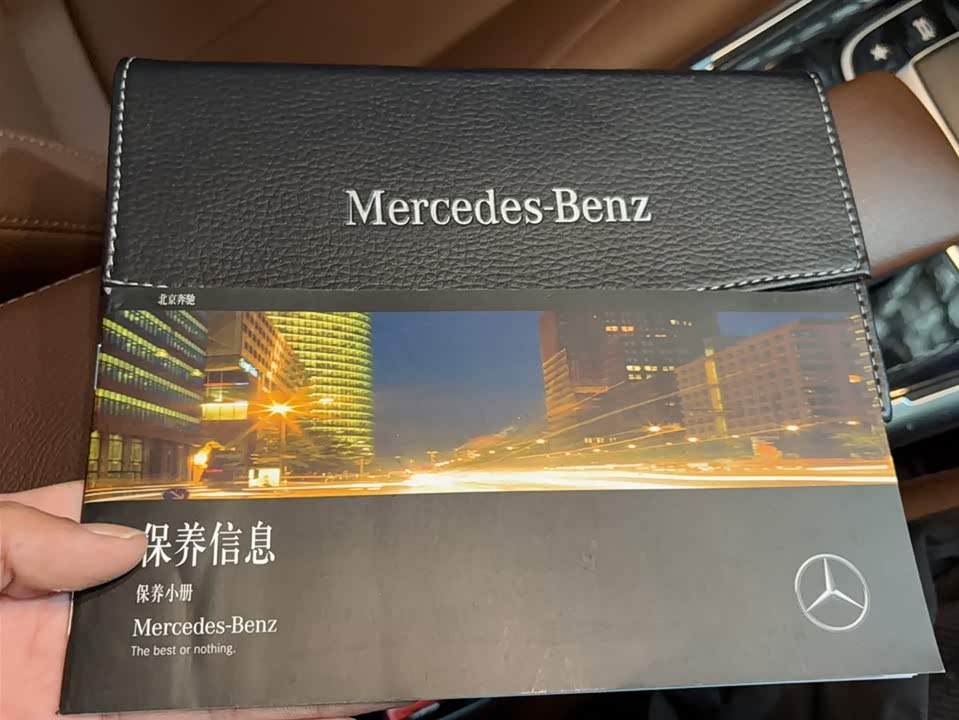 Mercedes-Benz
北京奔驰
保养信息
保养小册
Mercedes-Benz
The best or nothing.